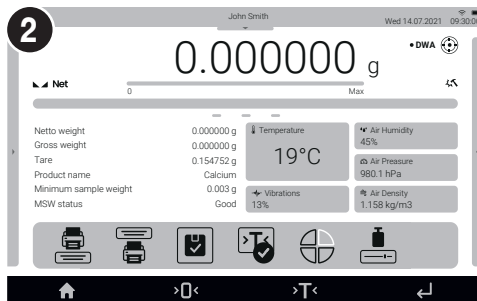 2
John Smith
Wed 14.07.2021 09:30:00
0.000000 g
• DWA
Net
0 Max
Netto weight 0.000000 g
Gross weight 0.000000 g
Tare 0.154752 g
Product name Calcium
Minimum sample weight 0.003 g
MSW status Good
Temperature
19°C
Vibrations
13%
Air Humidity
45%
Air Preasure
980.1 hPa
Air Density
1.158 kg/m3
>T<
>0<
>T<